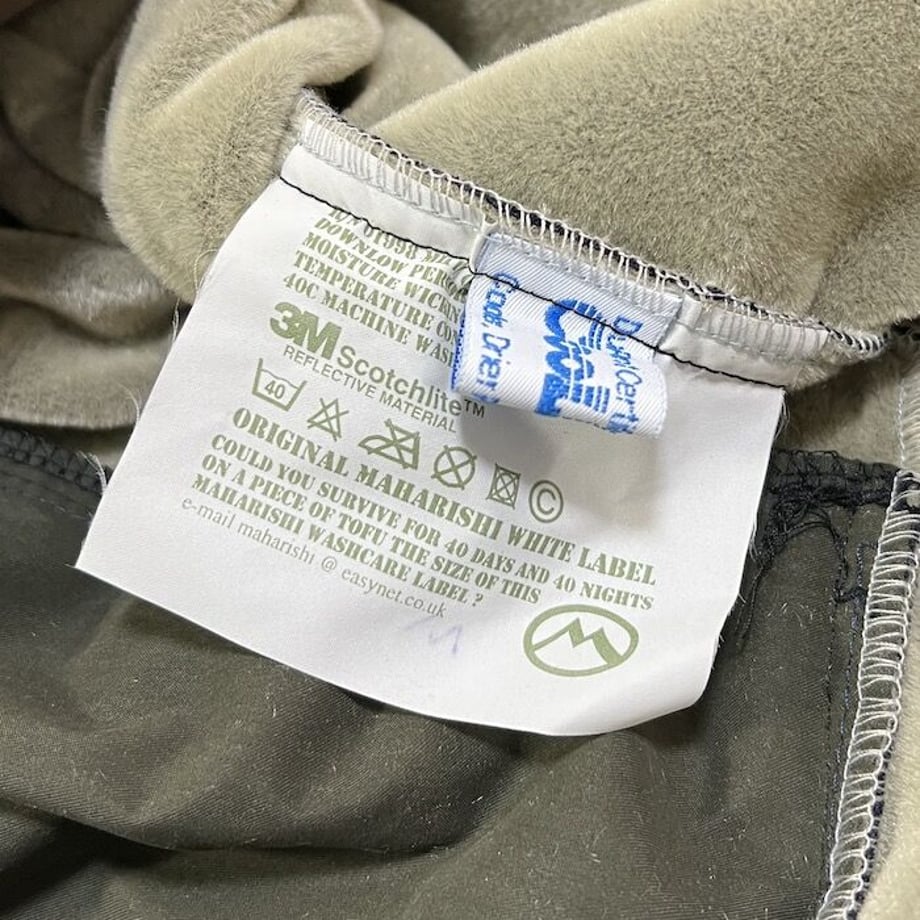 DOWNLOW
MOISTURE
TEMPERATURE
40C MACHINE
3M Scotchlite™
REFLECTIVE MATERIAL
40
©
ORIGINAL MAHARISHI WHITE LABEL
COULD YOU SURVIVE FOR 40 DAYS AND 40 NIGHTS
ON A PIECE OF TOFU THE SIZE OF THIS
MAHARISHI WASHCARE LABEL ?
e-mail maharishi @ easynet.co.uk